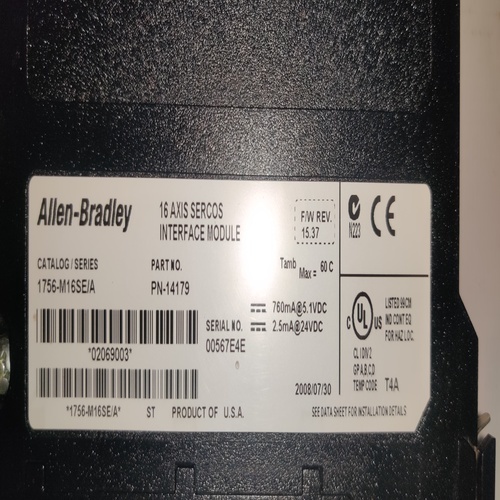 Allen-Bradley
16 AXIS SERCOS
INTERFACE MODULE
F/W REV.
15.37
N223
CE
CATALOG / SERIES
1756-M16SE/A
PART NO.
PN-14179
Tamb Max = 60 C
SERIAL NO.
00567E4E
760mA@5.1VDC
2.5mA@24VDC
*02069003*
*1756-M16SE/A*
ST PRODUCT OF U.S.A.
2008/07/30
C UL US
LISTED 99CM
IND CONT EQ
FOR HAZ LOC.
CL I DIV 2
GP A,B,C,D
TEMP CODE T4A
SEE DATA SHEET FOR INSTALLATION DETAILS